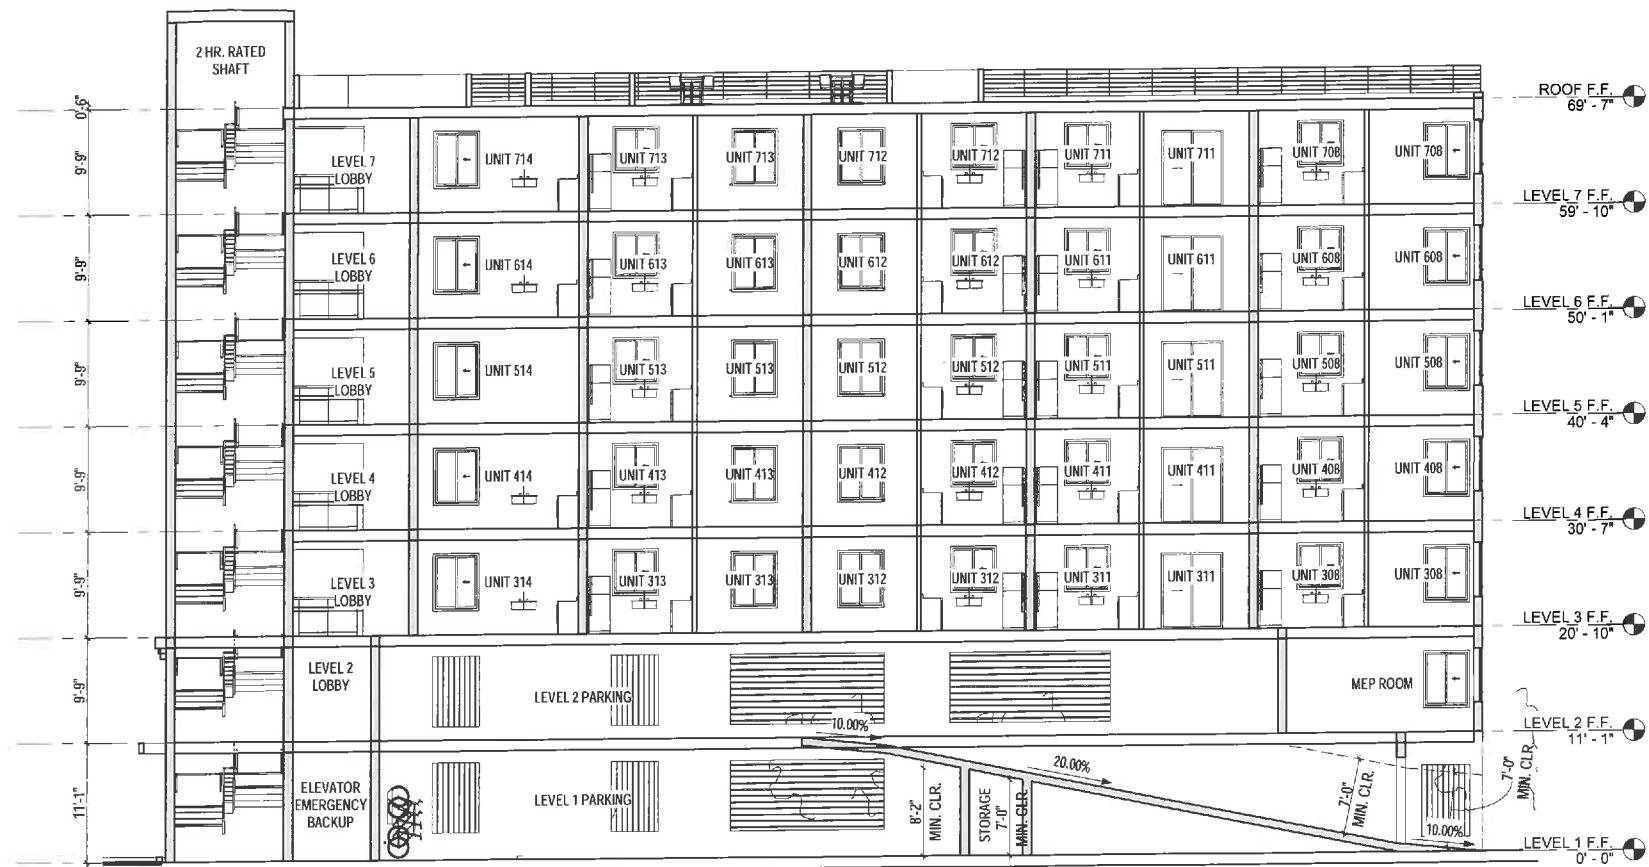 2 HR. RATED
SHAFT
ROOF F.F.
69' - 7"
0'-6"
9'-9"
LEVEL 7
LOBBY
UNIT 714
UNIT 713
UNIT 713
UNIT 712
UNIT 712
UNIT 711
UNIT 711
UNIT 708
UNIT 708
LEVEL 7 F.F.
59' - 10"
9'-9"
LEVEL 6
LOBBY
UNIT 614
UNIT 613
UNIT 613
UNIT 612
UNIT 612
UNIT 611
UNIT 611
UNIT 608
UNIT 608
LEVEL 6 F.F.
50' - 1"
9'-9"
LEVEL 5
LOBBY
UNIT 514
UNIT 513
UNIT 513
UNIT 512
UNIT 512
UNIT 511
UNIT 511
UNIT 508
UNIT 508
LEVEL 5 F.F.
40' - 4"
9'-9"
LEVEL 4
LOBBY
UNIT 414
UNIT 413
UNIT 413
UNIT 412
UNIT 412
UNIT 411
UNIT 411
UNIT 408
UNIT 408
LEVEL 4 F.F.
30' - 7"
9'-9"
LEVEL 3
LOBBY
UNIT 314
UNIT 313
UNIT 313
UNIT 312
UNIT 312
UNIT 311
UNIT 311
UNIT 308
UNIT 308
LEVEL 3 F.F.
20' - 10"
9'-9"
LEVEL 2
LOBBY
LEVEL 2 PARKING
MEP ROOM
10.00%
LEVEL 2 F.F.
11' - 1"
11'-1"
ELEVATOR
EMERGENCY
BACKUP
LEVEL 1 PARKING
8'-2"
MIN. CLR.
STORAGE
7'-0"
MIN. CLR.
20.00%
7'-0"
MIN. CLR.
7'-0"
MIN. CLR.
10.00%
LEVEL 1 F.F.
0' - 0"